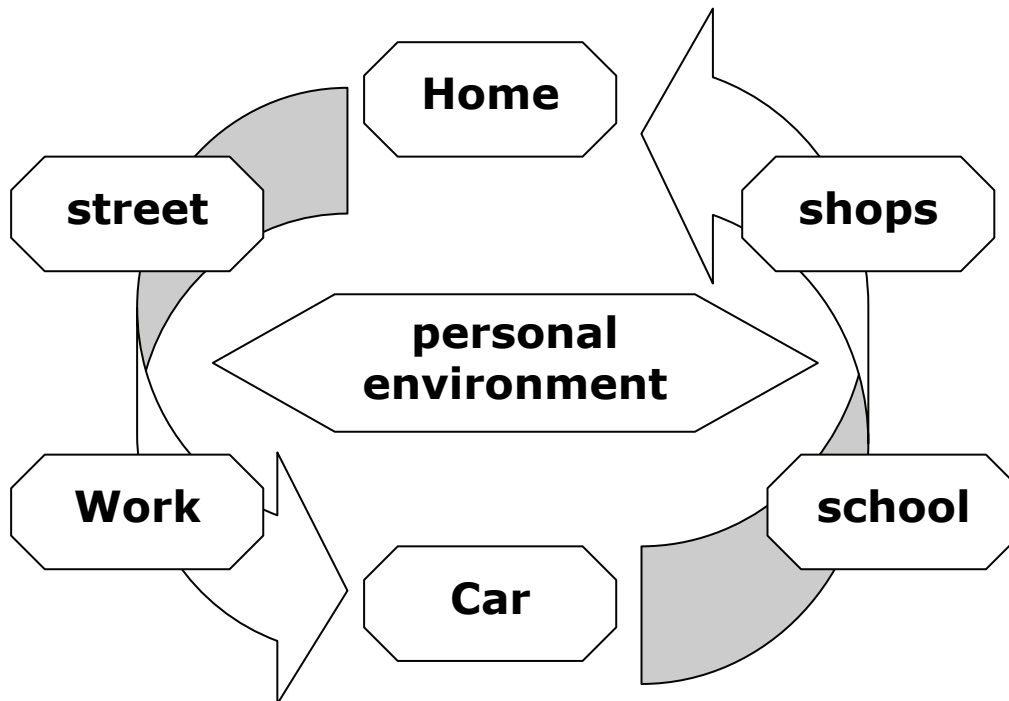 Home
street
shops
personal
environment
Work
school
Car